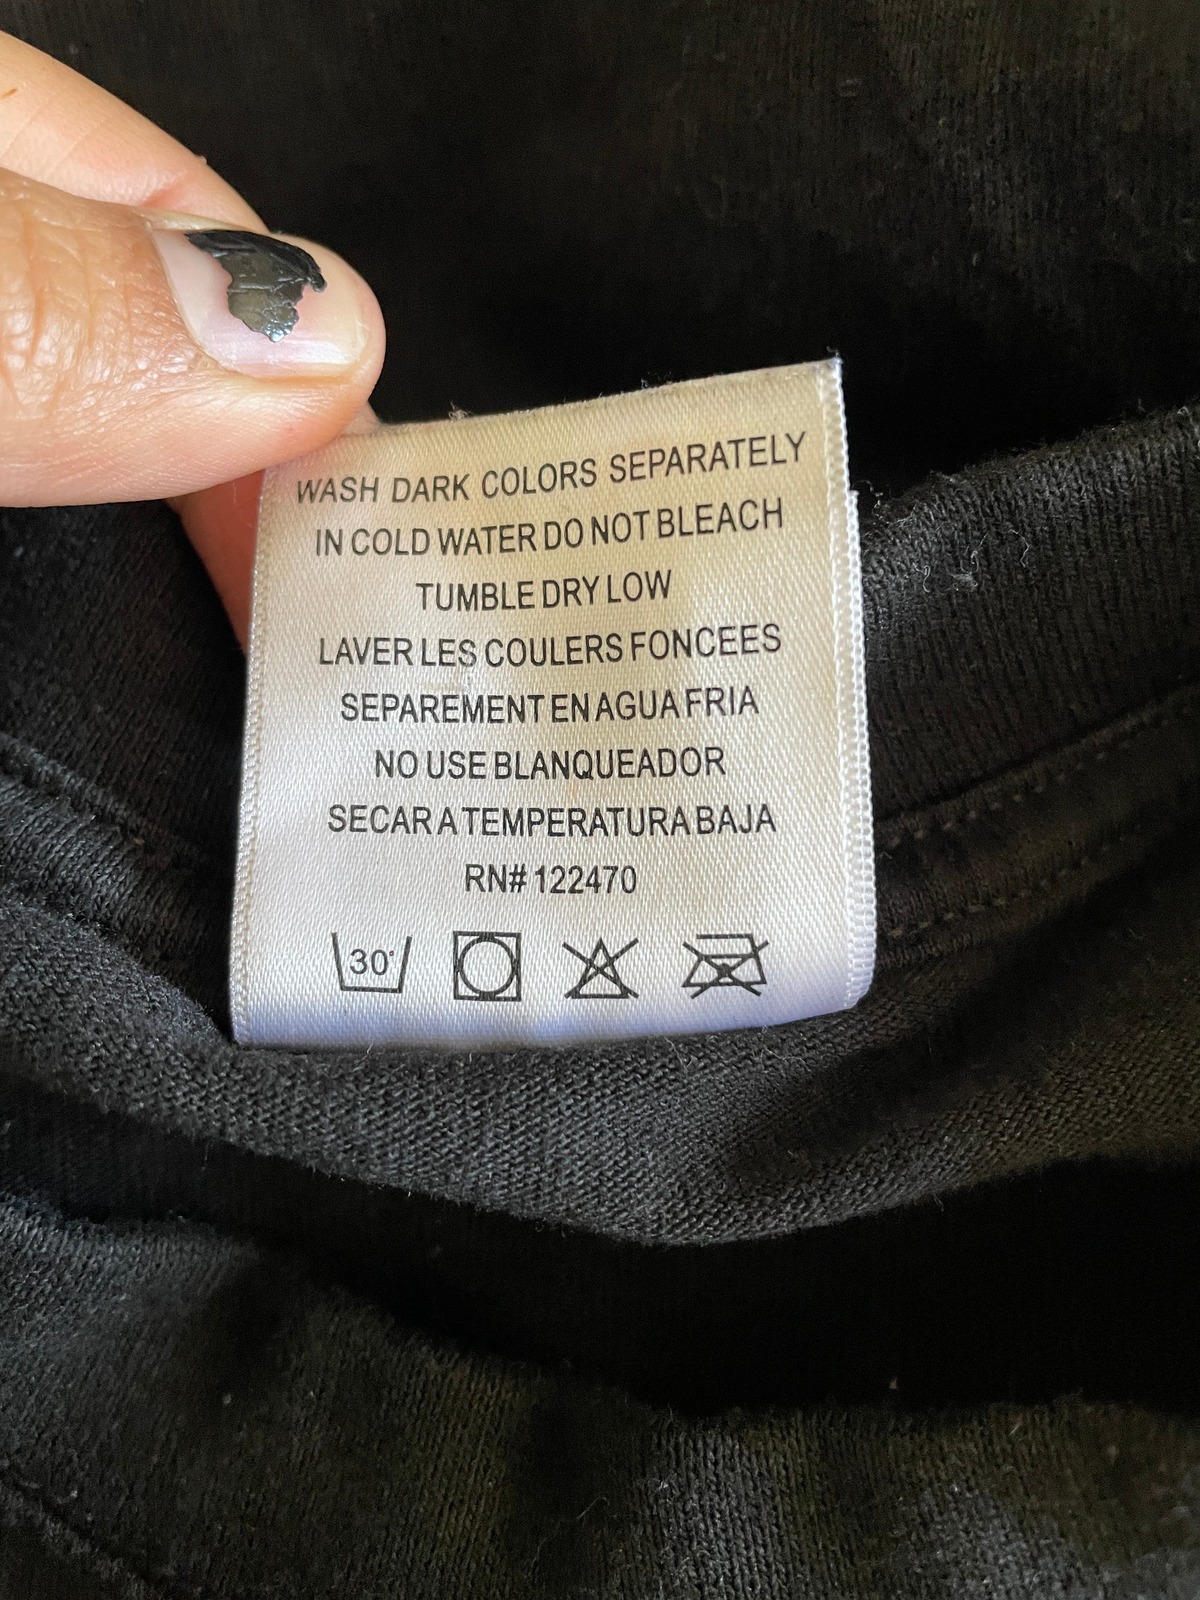 WASH DARK COLORS SEPARATELY
IN COLD WATER DO NOT BLEACH
TUMBLE DRY LOW
LAVER LES COULERS FONCEES
SEPAREMENT EN AGUA FRIA
NO USE BLANQUEADOR
SECAR A TEMPERATURA BAJA
RN# 122470
30°